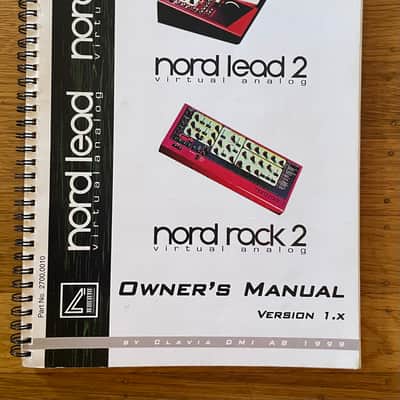 nord lead 2
virtual analog
nord rack 2
virtual analog
OWNER'S MANUAL
VERSION 1.X
BY CLAVIA DMI AB 1999
nord lead
virtual analog
nord
virtual
Part No. 2700.0010